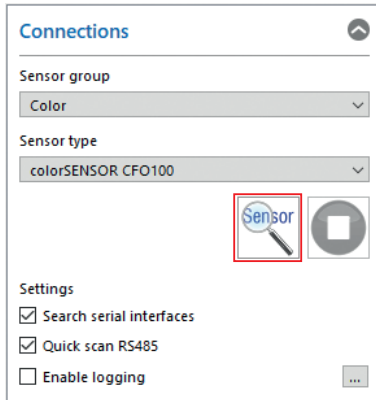 Connections
Sensor group
Color
Sensor type
colorSENSOR CFO100
Sensor
Settings
Search serial interfaces
Quick scan RS485
Enable logging
...